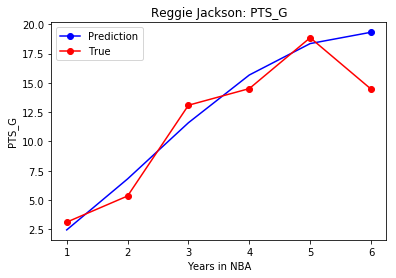 Reggie Jackson: PTS_G
Prediction
True
20.0
17.5
15.0
12.5
10.0
7.5
5.0
2.5
PTS_G
1 2 3 4 5 6
Years in NBA